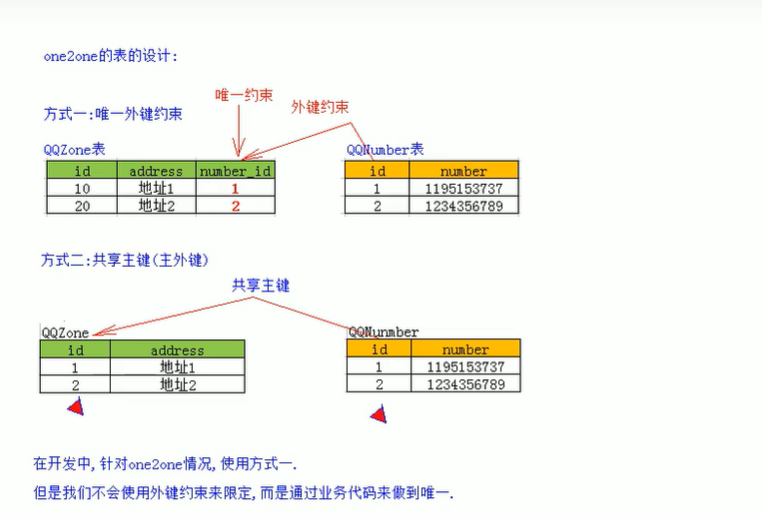 one2one的表的设计:
唯一约束
外键约束
方式一:唯一外键约束
QQZone表
QQNumber表
id address number_id
id number
10 地址1 1
1 1195153737
20 地址2 2
2 1234356789
方式二:共享主键(主外键)
共享主键
QQZone
QQNunmber
id address
id number
1 地址1
1 1195153737
2 地址2
2 1234356789
在开发中,针对one2one情况,使用方式一.
但是我们不会使用外键约束来限定,而是通过业务代码来做到唯一.